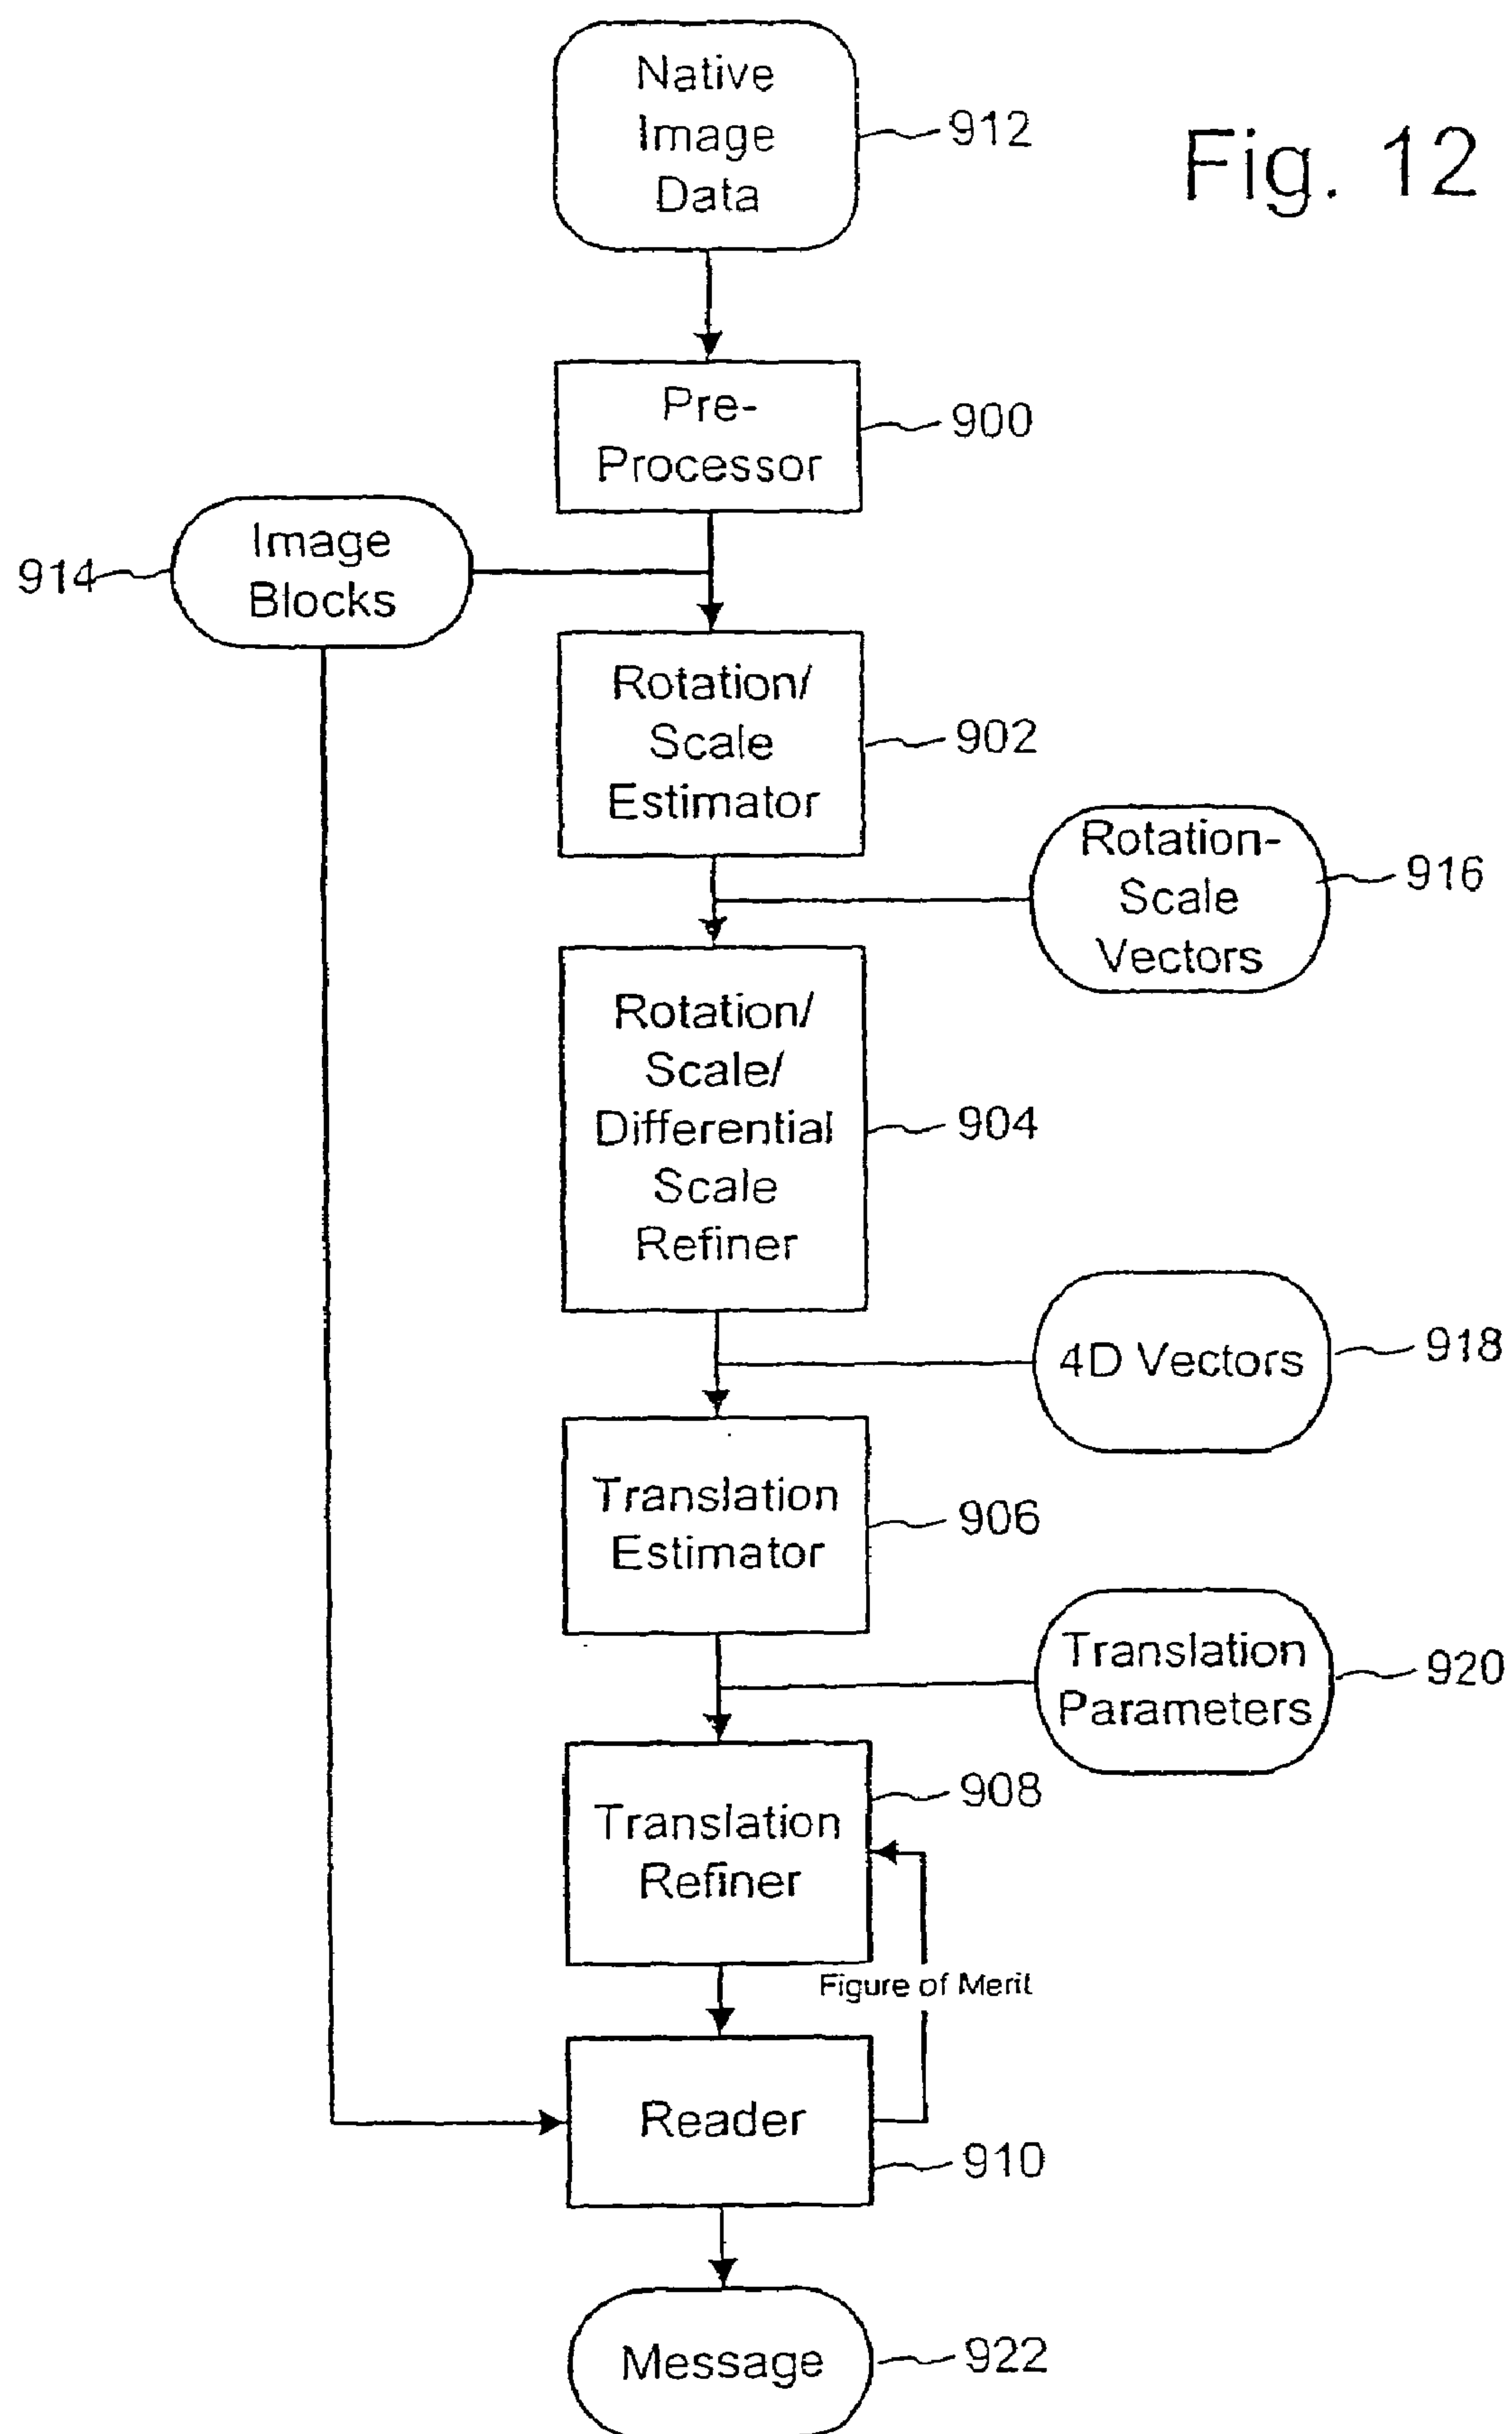 Native
Image
Data
912
Fig. 12
Pre-
Processor
900
Image
Blocks
914
Rotation/
Scale
Estimator
902
Rotation-
Scale
Vectors
916
Rotation/
Scale/
Differential
Scale
Refiner
904
4D Vectors
918
Translation
Estimator
906
Translation
Parameters
920
Translation
Refiner
908
Figure of Merit
Reader
910
Message
922